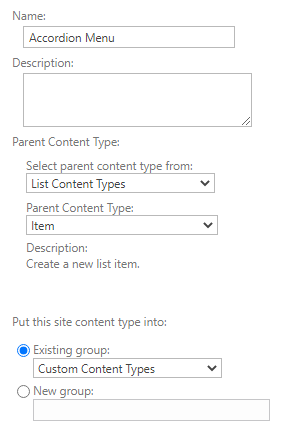 Name:
Accordion Menu
Description:
Parent Content Type:
Select parent content type from:
List Content Types
Parent Content Type:
Item
Description:
Create a new list item.
Put this site content type into:
Existing group:
Custom Content Types
New group: